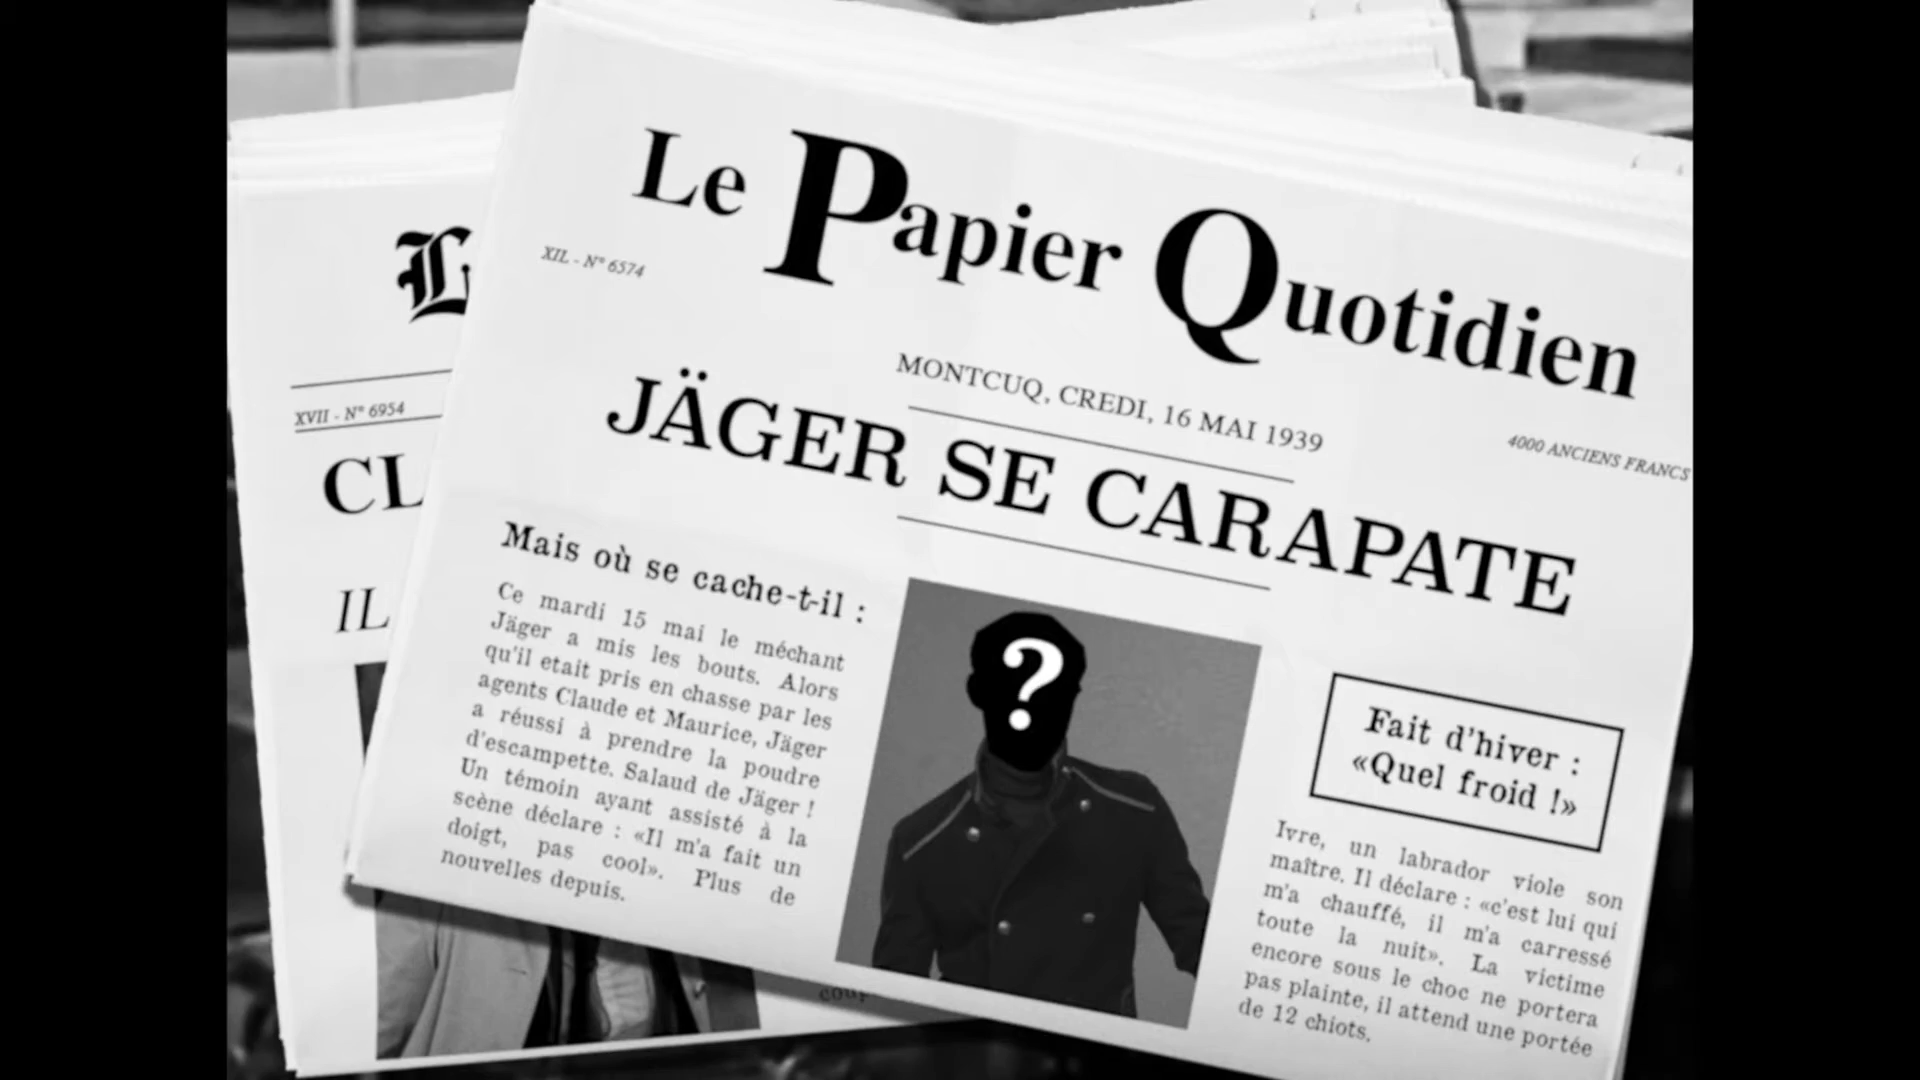 Le Papier Quotidien
XIL - N° 6574
MONTCUQ, CREDI, 16 MAI 1939
4000 ANCIENS FRANCS
JÄGER SE CARAPATE
Mais où se cache-t-il :
Ce mardi 15 mai le méchant
Jäger a mis les bouts. Alors
qu'il etait pris en chasse par les
agents Claude et Maurice, Jäger
a réussi à prendre la poudre
d'escampette. Salaud de Jäger !
Un témoin ayant assisté à la
scène déclare : «Il m'a fait un
doigt, pas cool». Plus de
nouvelles depuis.
?
Fait d'hiver :
«Quel froid !»
Ivre, un labrador viole son
maître. Il déclare : «c'est lui qui
m'a chauffé, il m'a carressé
toute la nuit». La victime
encore sous le choc ne portera
pas plainte, il attend une portée
de 12 chiots.
L
XVII - N° 6954
CL
IL